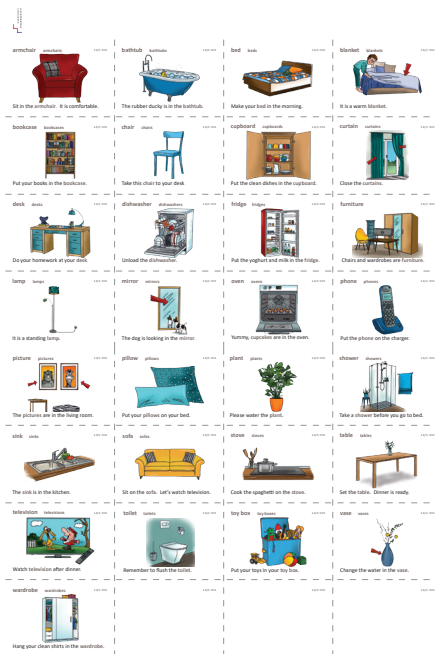 armchair armchairs
Sit in the armchair. It is comfortable.
bathtub bathtubs
The rubber ducky is in the bathtub.
bed beds
Make your bed in the morning.
blanket blankets
It is a warm blanket.
bookcase bookcases
Put your books in the bookcase.
chair chairs
Take this chair to your desk
cupboard cupboards
Put the clean dishes in the cupboard.
curtain curtains
Close the curtains.
desk desks
Do your homework at your desk.
dishwasher dishwashers
Unload the dishwasher.
fridge fridges
Put the yoghurt and milk in the fridge.
furniture
Chairs and wardrobes are furniture.
lamp lamps
It is a standing lamp.
mirror mirrors
The dog is looking in the mirror.
oven ovens
Yummy, cupcakes are in the oven.
phone phones
Put the phone on the charger.
picture pictures
The pictures are in the living room.
pillow pillows
Put your pillows on your bed.
plant plants
Please water the plant.
shower showers
Take a shower before you go to bed.
sink sinks
The sink is in the kitchen.
sofa sofas
Sit on the sofa. Let's watch television.
stove stoves
Cook the spaghetti on the stove.
table tables
Set the table. Dinner is ready.
television televisions
Watch television after dinner.
toilet toilets
Remember to flush the toilet.
toy box toy boxes
Put your toys in your toy box.
vase vases
Change the water in the vase.
wardrobe wardrobes
Hang your clean shirts in the wardrobe.